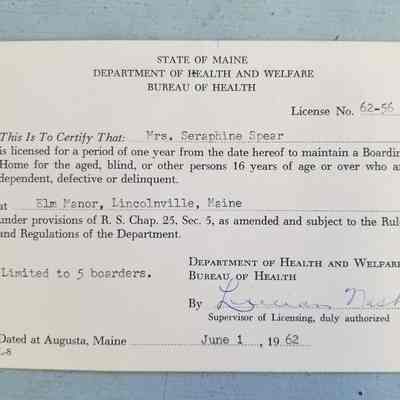 STATE OF MAINE
DEPARTMENT OF HEALTH AND WELFARE
BUREAU OF HEALTH
License No. 62-56
This Is To Certify That: Mrs. Seraphine Spear
is licensed for a period of one year from the date hereof to maintain a Boardin
Home for the aged, blind, or other persons 16 years of age or over who ar
dependent, defective or delinquent.
at Elm Manor, Lincolnville, Maine
under provisions of R. S. Chap. 25, Sec. 5, as amended and subject to the Rul
and Regulations of the Department.
DEPARTMENT OF HEALTH AND WELFAR
Limited to 5 boarders.
BUREAU OF HEALTH
By
Supervisor of Licensing, duly authorized
Dated at Augusta, Maine June 1 , 1962
L-8